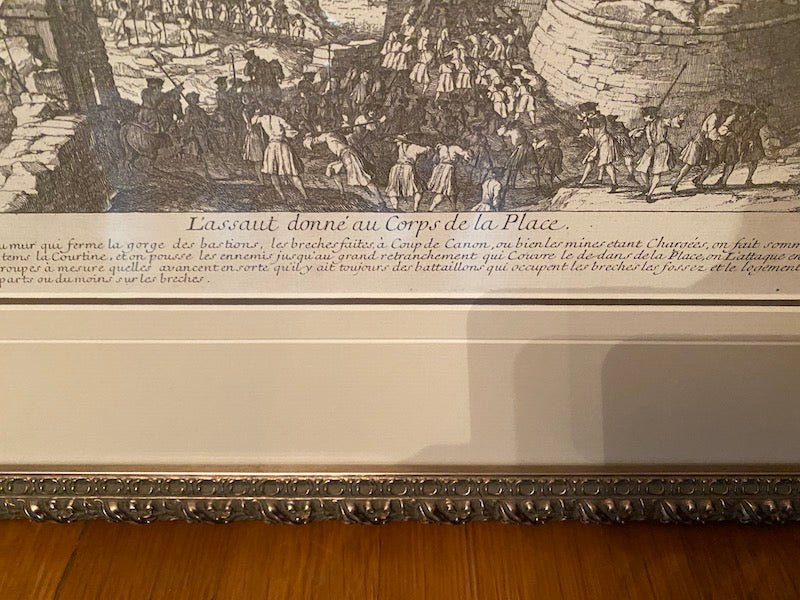 L'assaut donné au Corps de la Place.
u mur qui ferme la gorge des bastions, les breches faites, à Coup de Canon, ou bien les mines etant Chargées, on fait somm
tems la Courtine, et on pousse les ennemis jusqu'au grand retranchement qui Couvre le de-dans de la Place, on L'attaque en
roupes à mesure quelles avancent en sorte qu'il y ait toujours des battaillons qui occupent les breches les fossez et le logement
parts ou du moins sur les breches.